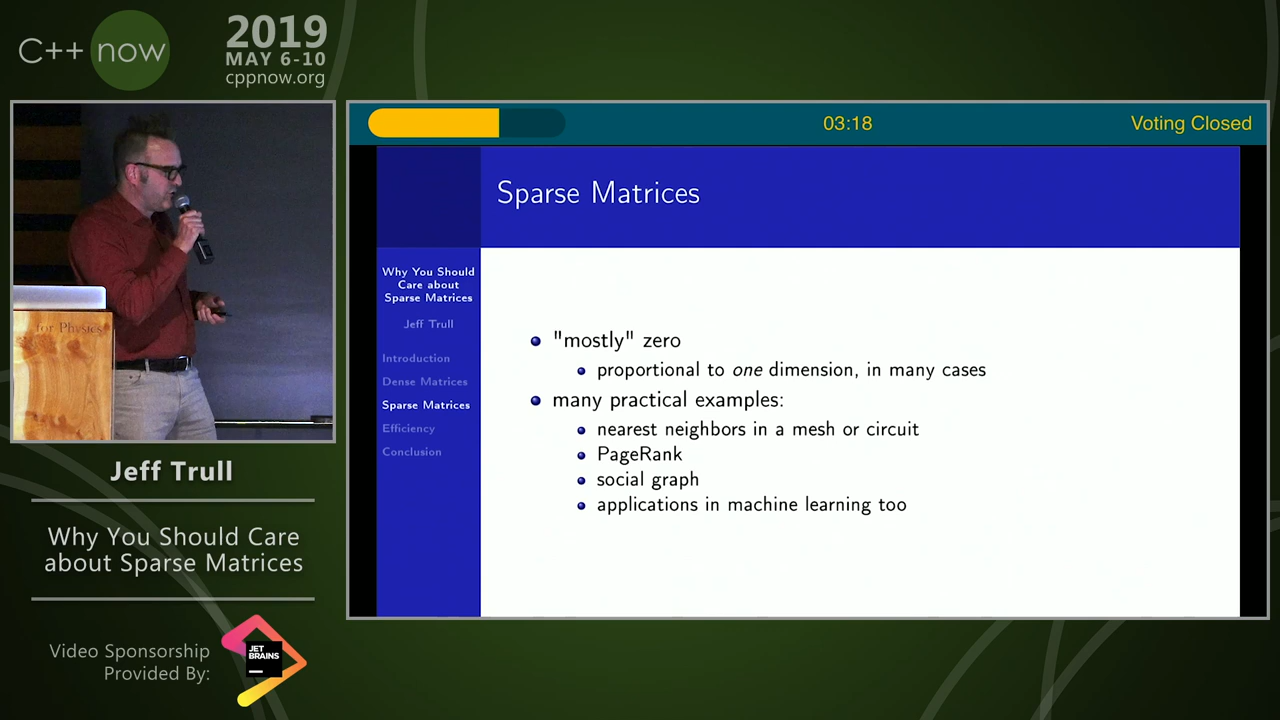 C++ now
2019
MAY 6-10
cppnow.org
for Physics
Jeff Trull
Why You Should Care
about Sparse Matrices
Video Sponsorship
Provided By:
JET
BRAINS
03:18
Voting Closed
Sparse Matrices
Why You Should
Care about
Sparse Matrices
Jeff Trull
Introduction
Dense Matrices
Sparse Matrices
Efficiency
Conclusion
"mostly" zero
proportional to one dimension, in many cases
many practical examples:
nearest neighbors in a mesh or circuit
PageRank
social graph
applications in machine learning too